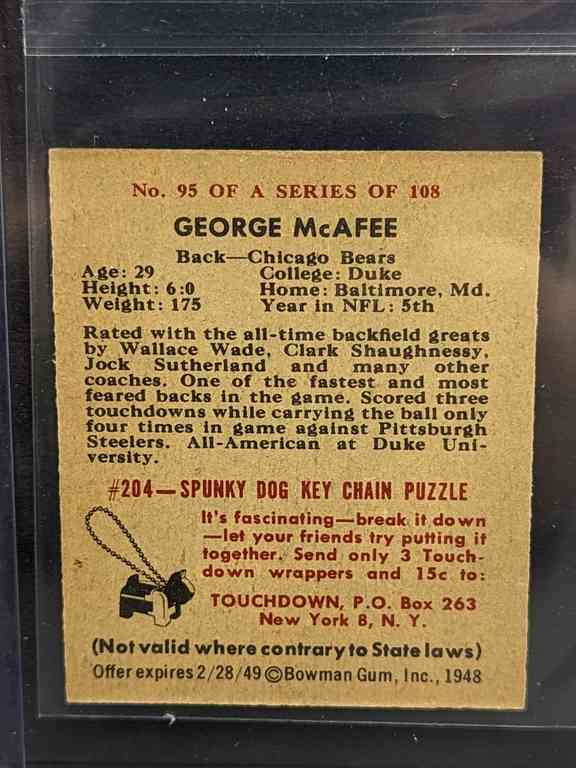 No. 95 OF A SERIES OF 108
GEORGE McAFEE
Back—Chicago Bears
Age: 29 College: Duke
Height: 6:0 Home: Baltimore, Md.
Weight: 175 Year in NFL: 5th
Rated with the all-time backfield greats
by Wallace Wade, Clark Shaughnessy,
Jock Sutherland and many other
coaches. One of the fastest and most
feared backs in the game. Scored three
touchdowns while carrying the ball only
four times in game against Pittsburgh
Steelers. All-American at Duke Uni-
versity.
#204—SPUNKY DOG KEY CHAIN PUZZLE
It's fascinating—break it down
—let your friends try putting it
together. Send only 3 Touch-
down wrappers and 15c to:
TOUCHDOWN, P.O. Box 263
New York 8, N. Y.
(Not valid where contrary to State laws)
Offer expires 2/28/49 ©Bowman Gum, Inc., 1948